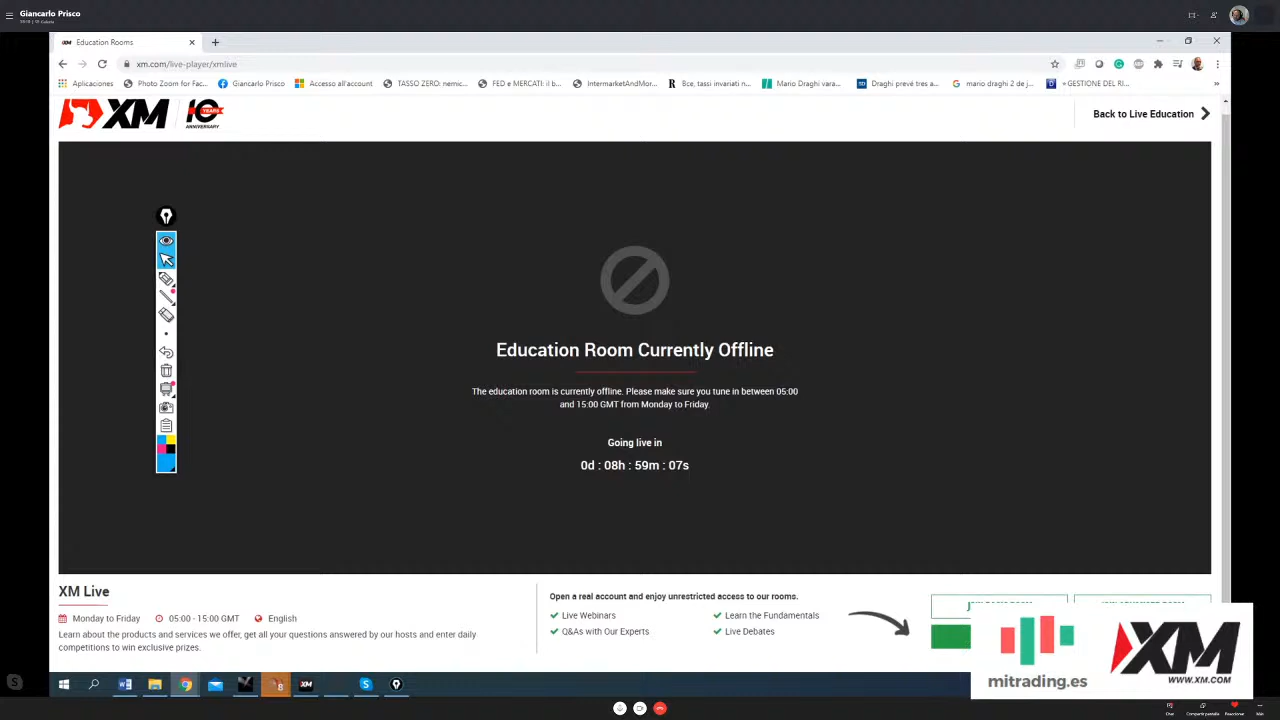 Giancarlo Prisco
Education Rooms
xm.com/live-player/xmlive
Aplicaciones
Photo Zoom for Fac...
Giancarlo Prisco
Accesso all'account
TASSO ZERO: nemic...
FED e MERCATI: il b...
IntermarketAndMor...
Bce, tassi invariati n...
Mario Draghi vara...
Draghi prevé tres a...
mario draghi 2 de j...
+GESTIONE DEL RI...
XM
10
YEARS
ANNIVERSARY
Back to Live Education
Education Room Currently Offline
The education room is currently offline. Please make sure you tune in between 05:00
and 15:00 GMT from Monday to Friday.
Going live in
0d : 08h : 59m : 07s
XM Live
Monday to Friday
05:00 - 15:00 GMT
English
Learn about the products and services we offer, get all your questions answered by our hosts and enter daily
competitions to win exclusive prizes.
Open a real account and enjoy unrestricted access to our rooms.
Live Webinars
Learn the Fundamentals
Q&As with Our Experts
Live Debates
mitrading.es
XM
WWW.XM.COM
Chat
Compartir pantalla
Reaccionar
Más